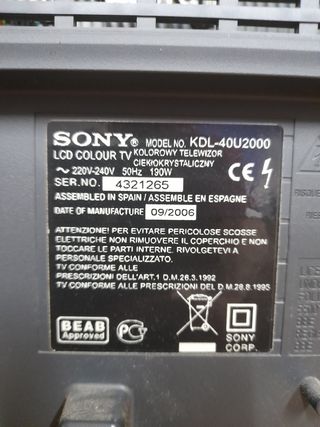 SONY® MODEL NO. KDL-40U2000
LCD COLOUR TV KOLOROWY TELEWIZOR
CIEKŁOKRYSTALICZNY
~ 220V-240V 50Hz 190W
SER.NO. 4321265
ASSEMBLED IN SPAIN / ASSEMBLE EN ESPAGNE
DATE OF MANUFACTURE 09/2006
ATTENZIONE! PER EVITARE PERICOLOSE SCOSSE
ELETTRICHE NON RIMUOVERE IL COPERCHIO E NON
TOCCARE LE PARTI INTERNE. RIVOLGETEVI A
PERSONALE SPECIALIZZATO.
TV CONFORME ALLE
PRESCRIZIONI DELL'ART.1 D.M.26.3.1992
TV CONFORME ALLE PRESCRIZIONI DEL D.M.28.8.1995
BEAB
Approved
SONY
CORP.